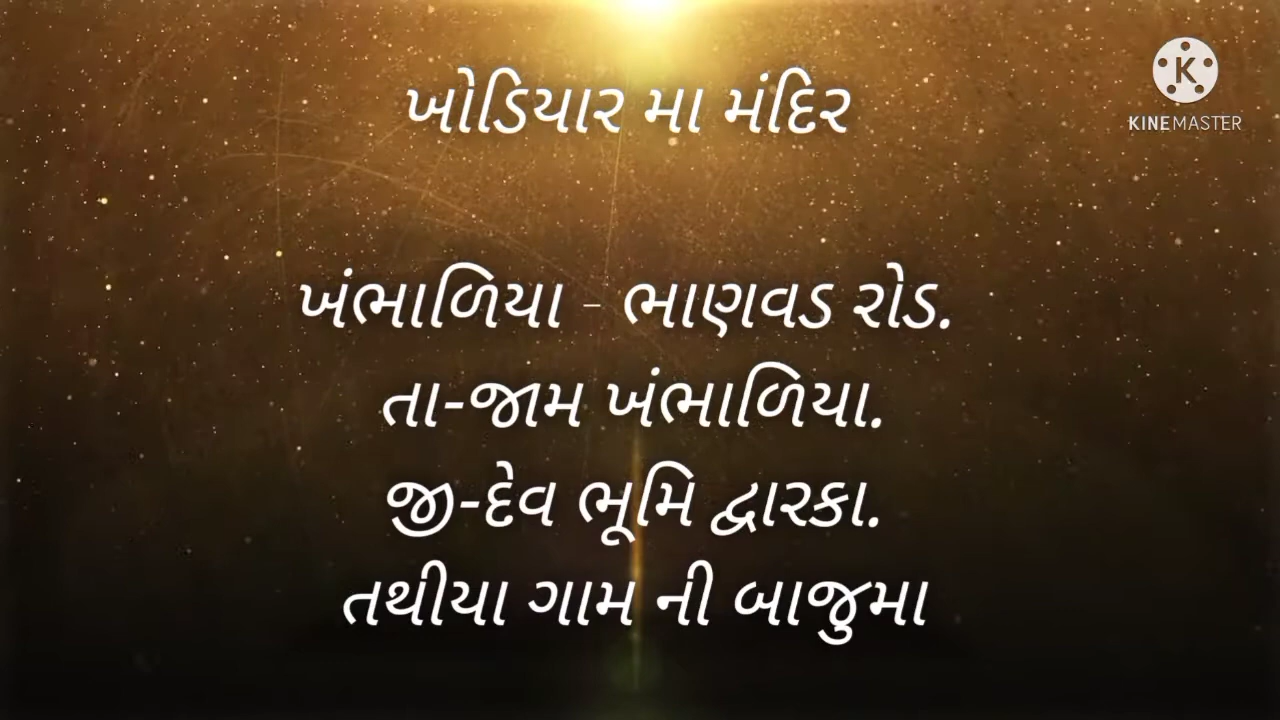 ખોડિયાર મા મંદિર
KINEMASTER
ખંભાળિયા - ભાણવડ રોડ.
તા-જામ ખંભાળિયા.
જી-દેવ ભૂમિ દ્વારકા.
તથીયા ગામ ની બાજુમા